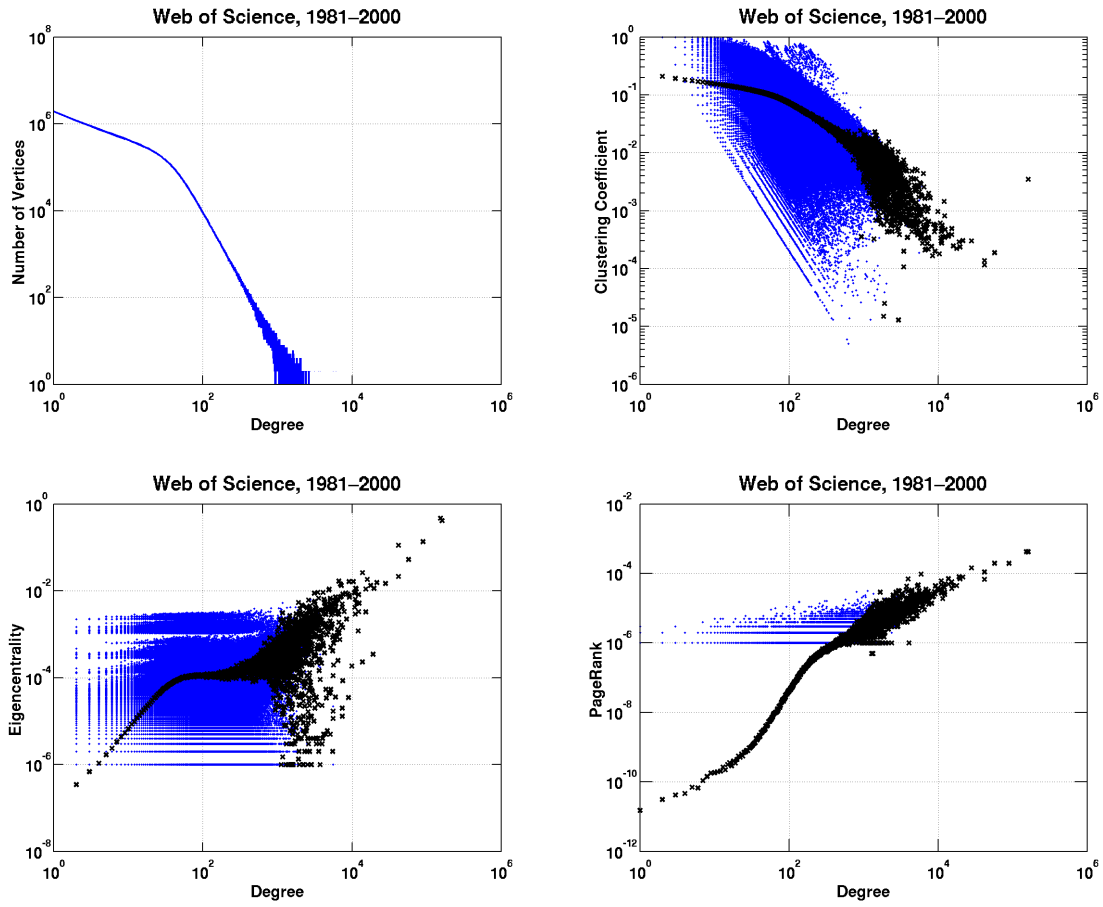 Web of Science, 1981–2000
Number of Vertices
10^8
10^6
10^4
10^2
10^0
10^0 10^2 10^4 10^6
Degree
Web of Science, 1981–2000
Clustering Coefficient
10^0
10^-1
10^-2
10^-3
10^-4
10^-5
10^-6
10^0 10^2 10^4 10^6
Degree
Web of Science, 1981–2000
Eigencentrality
10^0
10^-2
10^-4
10^-6
10^-8
10^0 10^2 10^4 10^6
Degree
Web of Science, 1981–2000
PageRank
10^-2
10^-4
10^-6
10^-8
10^-10
10^-12
10^0 10^2 10^4 10^6
Degree